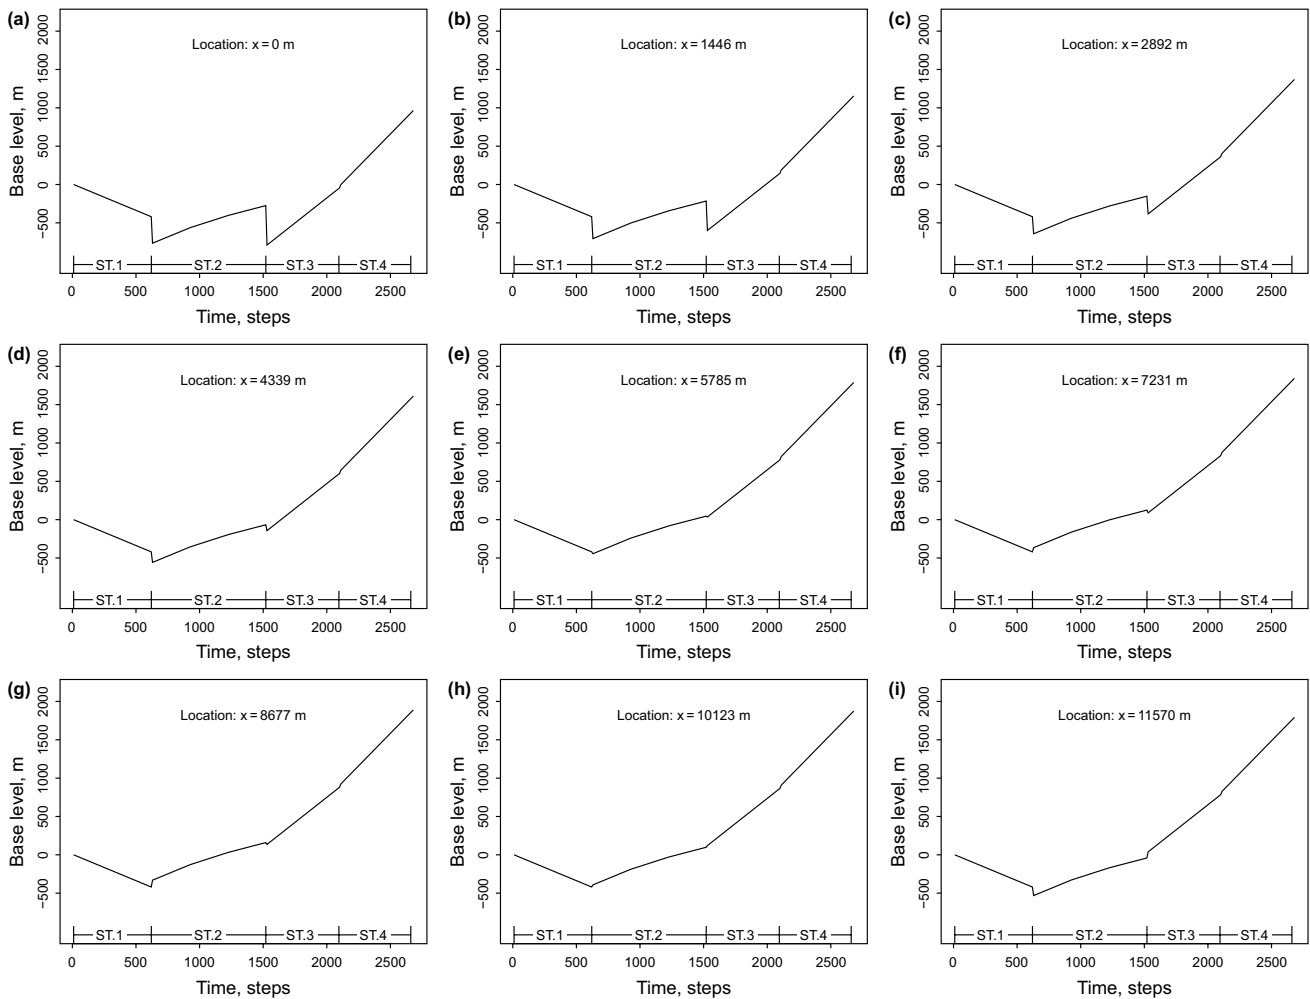 (a)
Location: x = 0 m
Base level, m
2000
1500
1000
500
0
−500
ST.1 ST.2 ST.3 ST.4
0 500 1000 1500 2000 2500
Time, steps
(b)
Location: x = 1446 m
Base level, m
2000
1500
1000
500
0
−500
ST.1 ST.2 ST.3 ST.4
0 500 1000 1500 2000 2500
Time, steps
(c)
Location: x = 2892 m
Base level, m
2000
1500
1000
500
0
−500
ST.1 ST.2 ST.3 ST.4
0 500 1000 1500 2000 2500
Time, steps
(d)
Location: x = 4339 m
Base level, m
2000
1500
1000
500
0
−500
ST.1 ST.2 ST.3 ST.4
0 500 1000 1500 2000 2500
Time, steps
(e)
Location: x = 5785 m
Base level, m
2000
1500
1000
500
0
−500
ST.1 ST.2 ST.3 ST.4
0 500 1000 1500 2000 2500
Time, steps
(f)
Location: x = 7231 m
Base level, m
2000
1500
1000
500
0
−500
ST.1 ST.2 ST.3 ST.4
0 500 1000 1500 2000 2500
Time, steps
(g)
Location: x = 8677 m
Base level, m
2000
1500
1000
500
0
−500
ST.1 ST.2 ST.3 ST.4
0 500 1000 1500 2000 2500
Time, steps
(h)
Location: x = 10123 m
Base level, m
2000
1500
1000
500
0
−500
ST.1 ST.2 ST.3 ST.4
0 500 1000 1500 2000 2500
Time, steps
(i)
Location: x = 11570 m
Base level, m
2000
1500
1000
500
0
−500
ST.1 ST.2 ST.3 ST.4
0 500 1000 1500 2000 2500
Time, steps